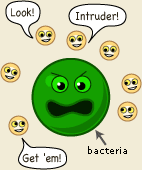 Look!
Intruder!
bacteria
Get 'em!